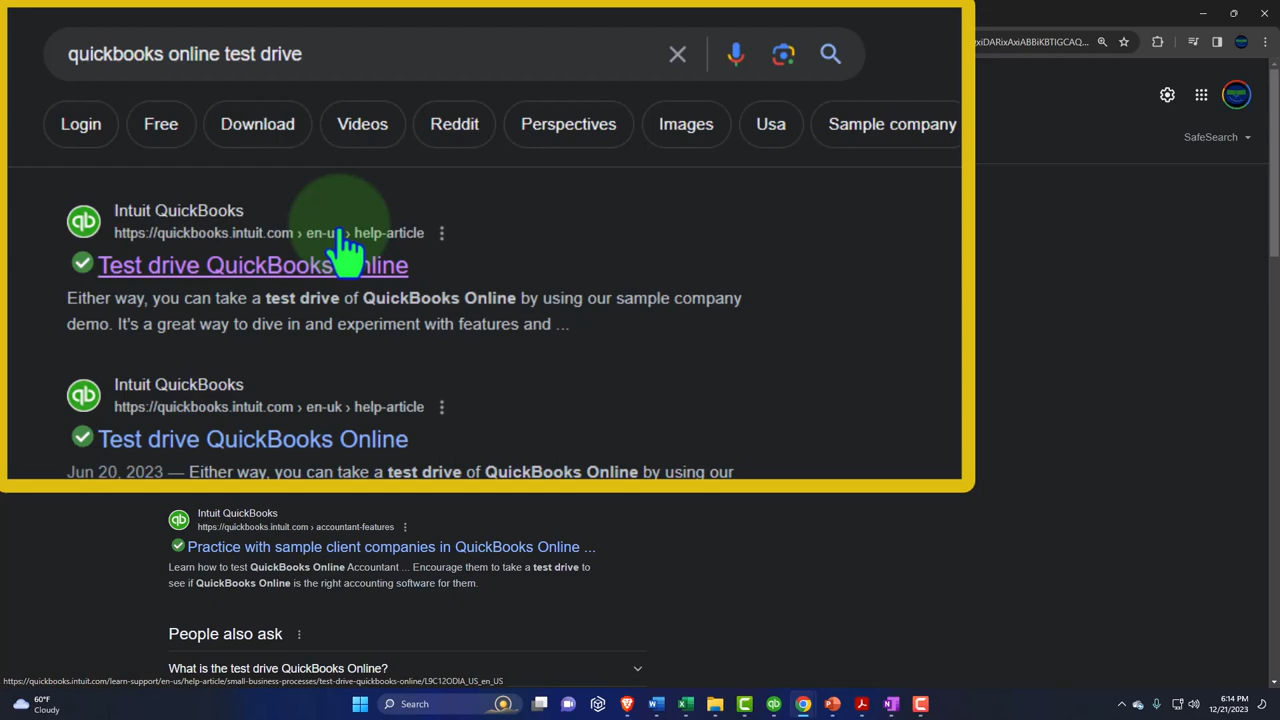 quickbooks online test drive
xiDARixAxiABBiKBTIGCAQ...
Login
Free
Download
Videos
Reddit
Perspectives
Images
Usa
Sample company
SafeSearch
Intuit QuickBooks
https://quickbooks.intuit.com › en-u › help-article
Test drive QuickBooks nline
Either way, you can take a test drive of QuickBooks Online by using our sample company
demo. It's a great way to dive in and experiment with features and ...
Intuit QuickBooks
https://quickbooks.intuit.com › en-uk › help-article
Test drive QuickBooks Online
Jun 20, 2023 — Either way, you can take a test drive of QuickBooks Online by using our
Intuit QuickBooks
https://quickbooks.intuit.com › accountant-features
Practice with sample client companies in QuickBooks Online ...
Learn how to test QuickBooks Online Accountant ... Encourage them to take a test drive to
see if QuickBooks Online is the right accounting software for them.
People also ask
What is the test drive QuickBooks Online?
https://quickbooks.intuit.com/learn-support/en-us/help-article/small-business-processes/test-drive-quickbooks-online/L9C12ODIA_US_en_US
60°F
Cloudy
Search
6:14 PM
12/21/2023